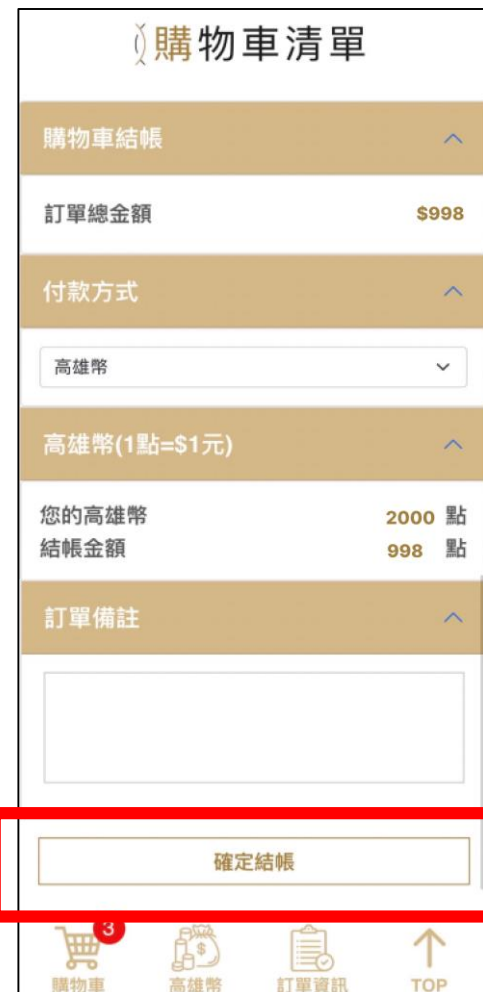 購物車清單
購物車結帳
訂單總金額 $998
付款方式
高雄幣
高雄幣(1點=$1元)
您的高雄幣 2000 點
結帳金額 998 點
訂單備註
確定結帳
3
購物車 高雄幣 訂單資訊 TOP